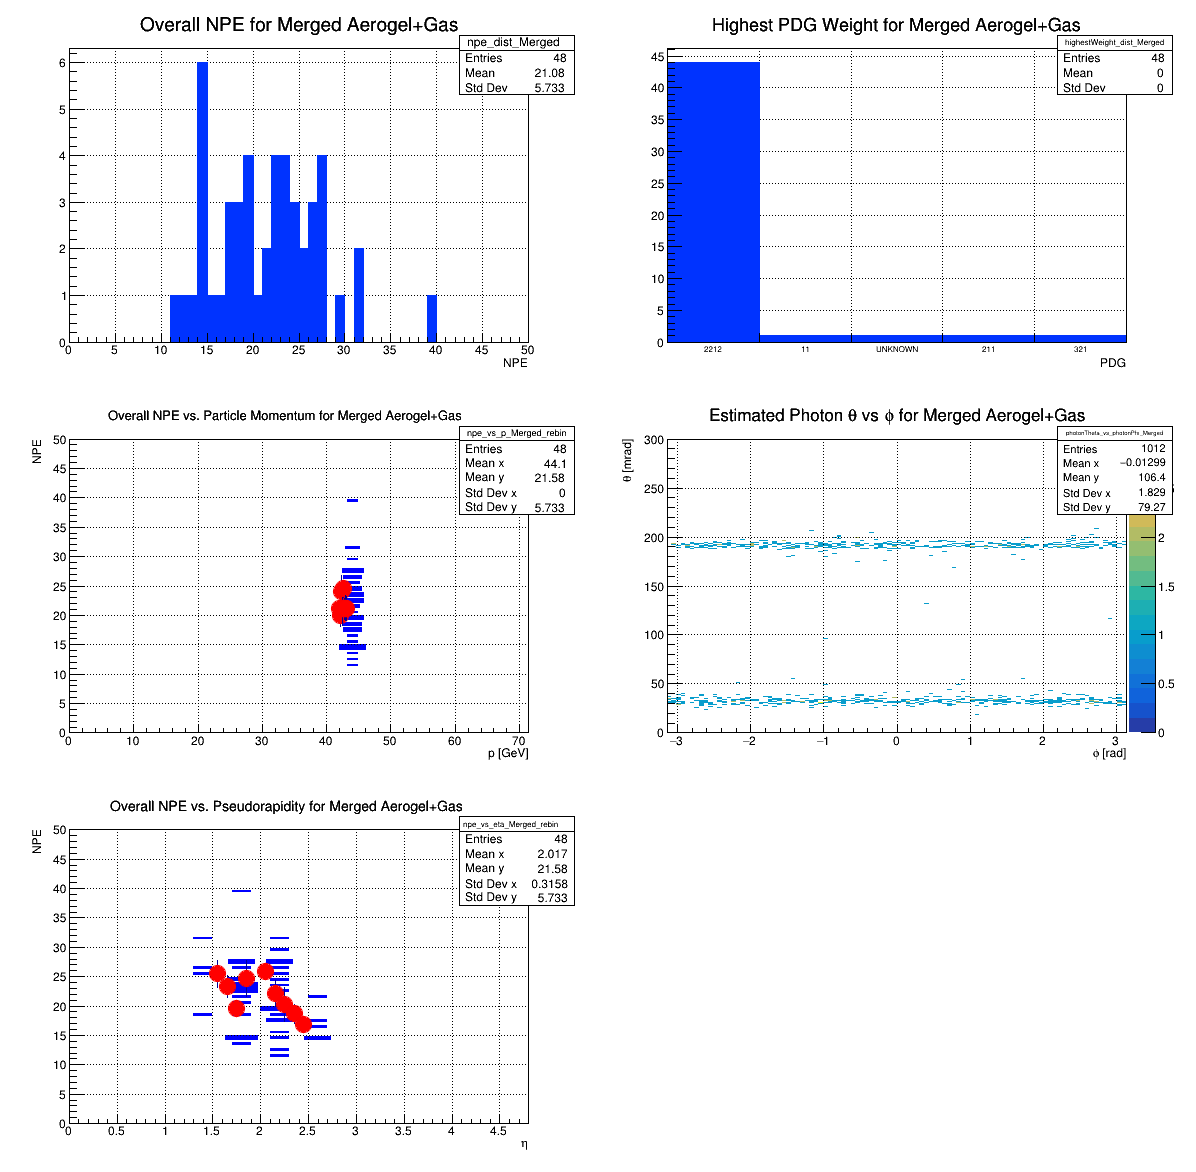 Overall NPE for Merged Aerogel+Gas
npe_dist_Merged
Entries 48
Mean 21.08
Std Dev 5.733
6
5
4
3
2
1
0
0 5 10 15 20 25 30 35 40 45 50
NPE
Highest PDG Weight for Merged Aerogel+Gas
highestWeight_dist_Merged
Entries 48
Mean 0
Std Dev 0
45
40
35
30
25
20
15
10
5
0
2212 11 UNKNOWN 211 321
PDG
Overall NPE vs. Particle Momentum for Merged Aerogel+Gas
npe_vs_p_Merged_rebin
Entries 48
Mean x 44.1
Mean y 21.58
Std Dev x 0
Std Dev y 5.733
NPE
50
45
40
35
30
25
20
15
10
5
0
0 10 20 30 40 50 60 70
p [GeV]
Estimated Photon θ vs ϕ for Merged Aerogel+Gas
photonTheta_vs_photonPhi_Merged
Entries 1012
Mean x −0.01299
Mean y 106.4
Std Dev x 1.829
Std Dev y 79.27
θ [mrad]
300
250
200
150
100
50
0
−3 −2 −1 0 1 2 3
ϕ [rad]
2
1.5
1
0.5
0
Overall NPE vs. Pseudorapidity for Merged Aerogel+Gas
npe_vs_eta_Merged_rebin
Entries 48
Mean x 2.017
Mean y 21.58
Std Dev x 0.3158
Std Dev y 5.733
NPE
50
45
40
35
30
25
20
15
10
5
0
0 0.5 1 1.5 2 2.5 3 3.5 4 4.5
η